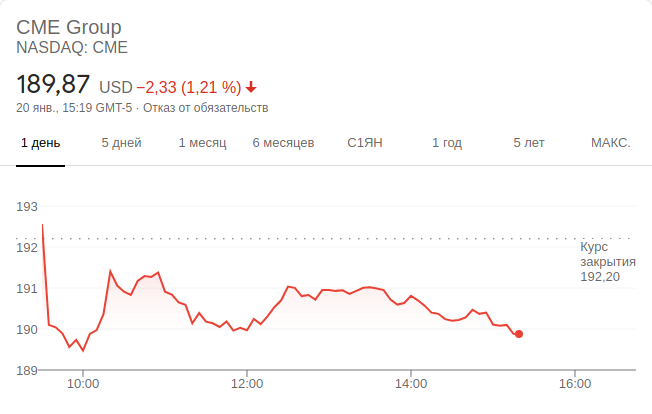 CME Group
NASDAQ: CME
189,87 USD −2,33 (1,21 %)
20 янв., 15:19 GMT-5 · Отказ от обязательств
1 день 5 дней 1 месяц 6 месяцев С1ЯН 1 год 5 лет МАКС.
193
192
191
190
189
Курс
закрытия
192,20
10:00 12:00 14:00 16:00